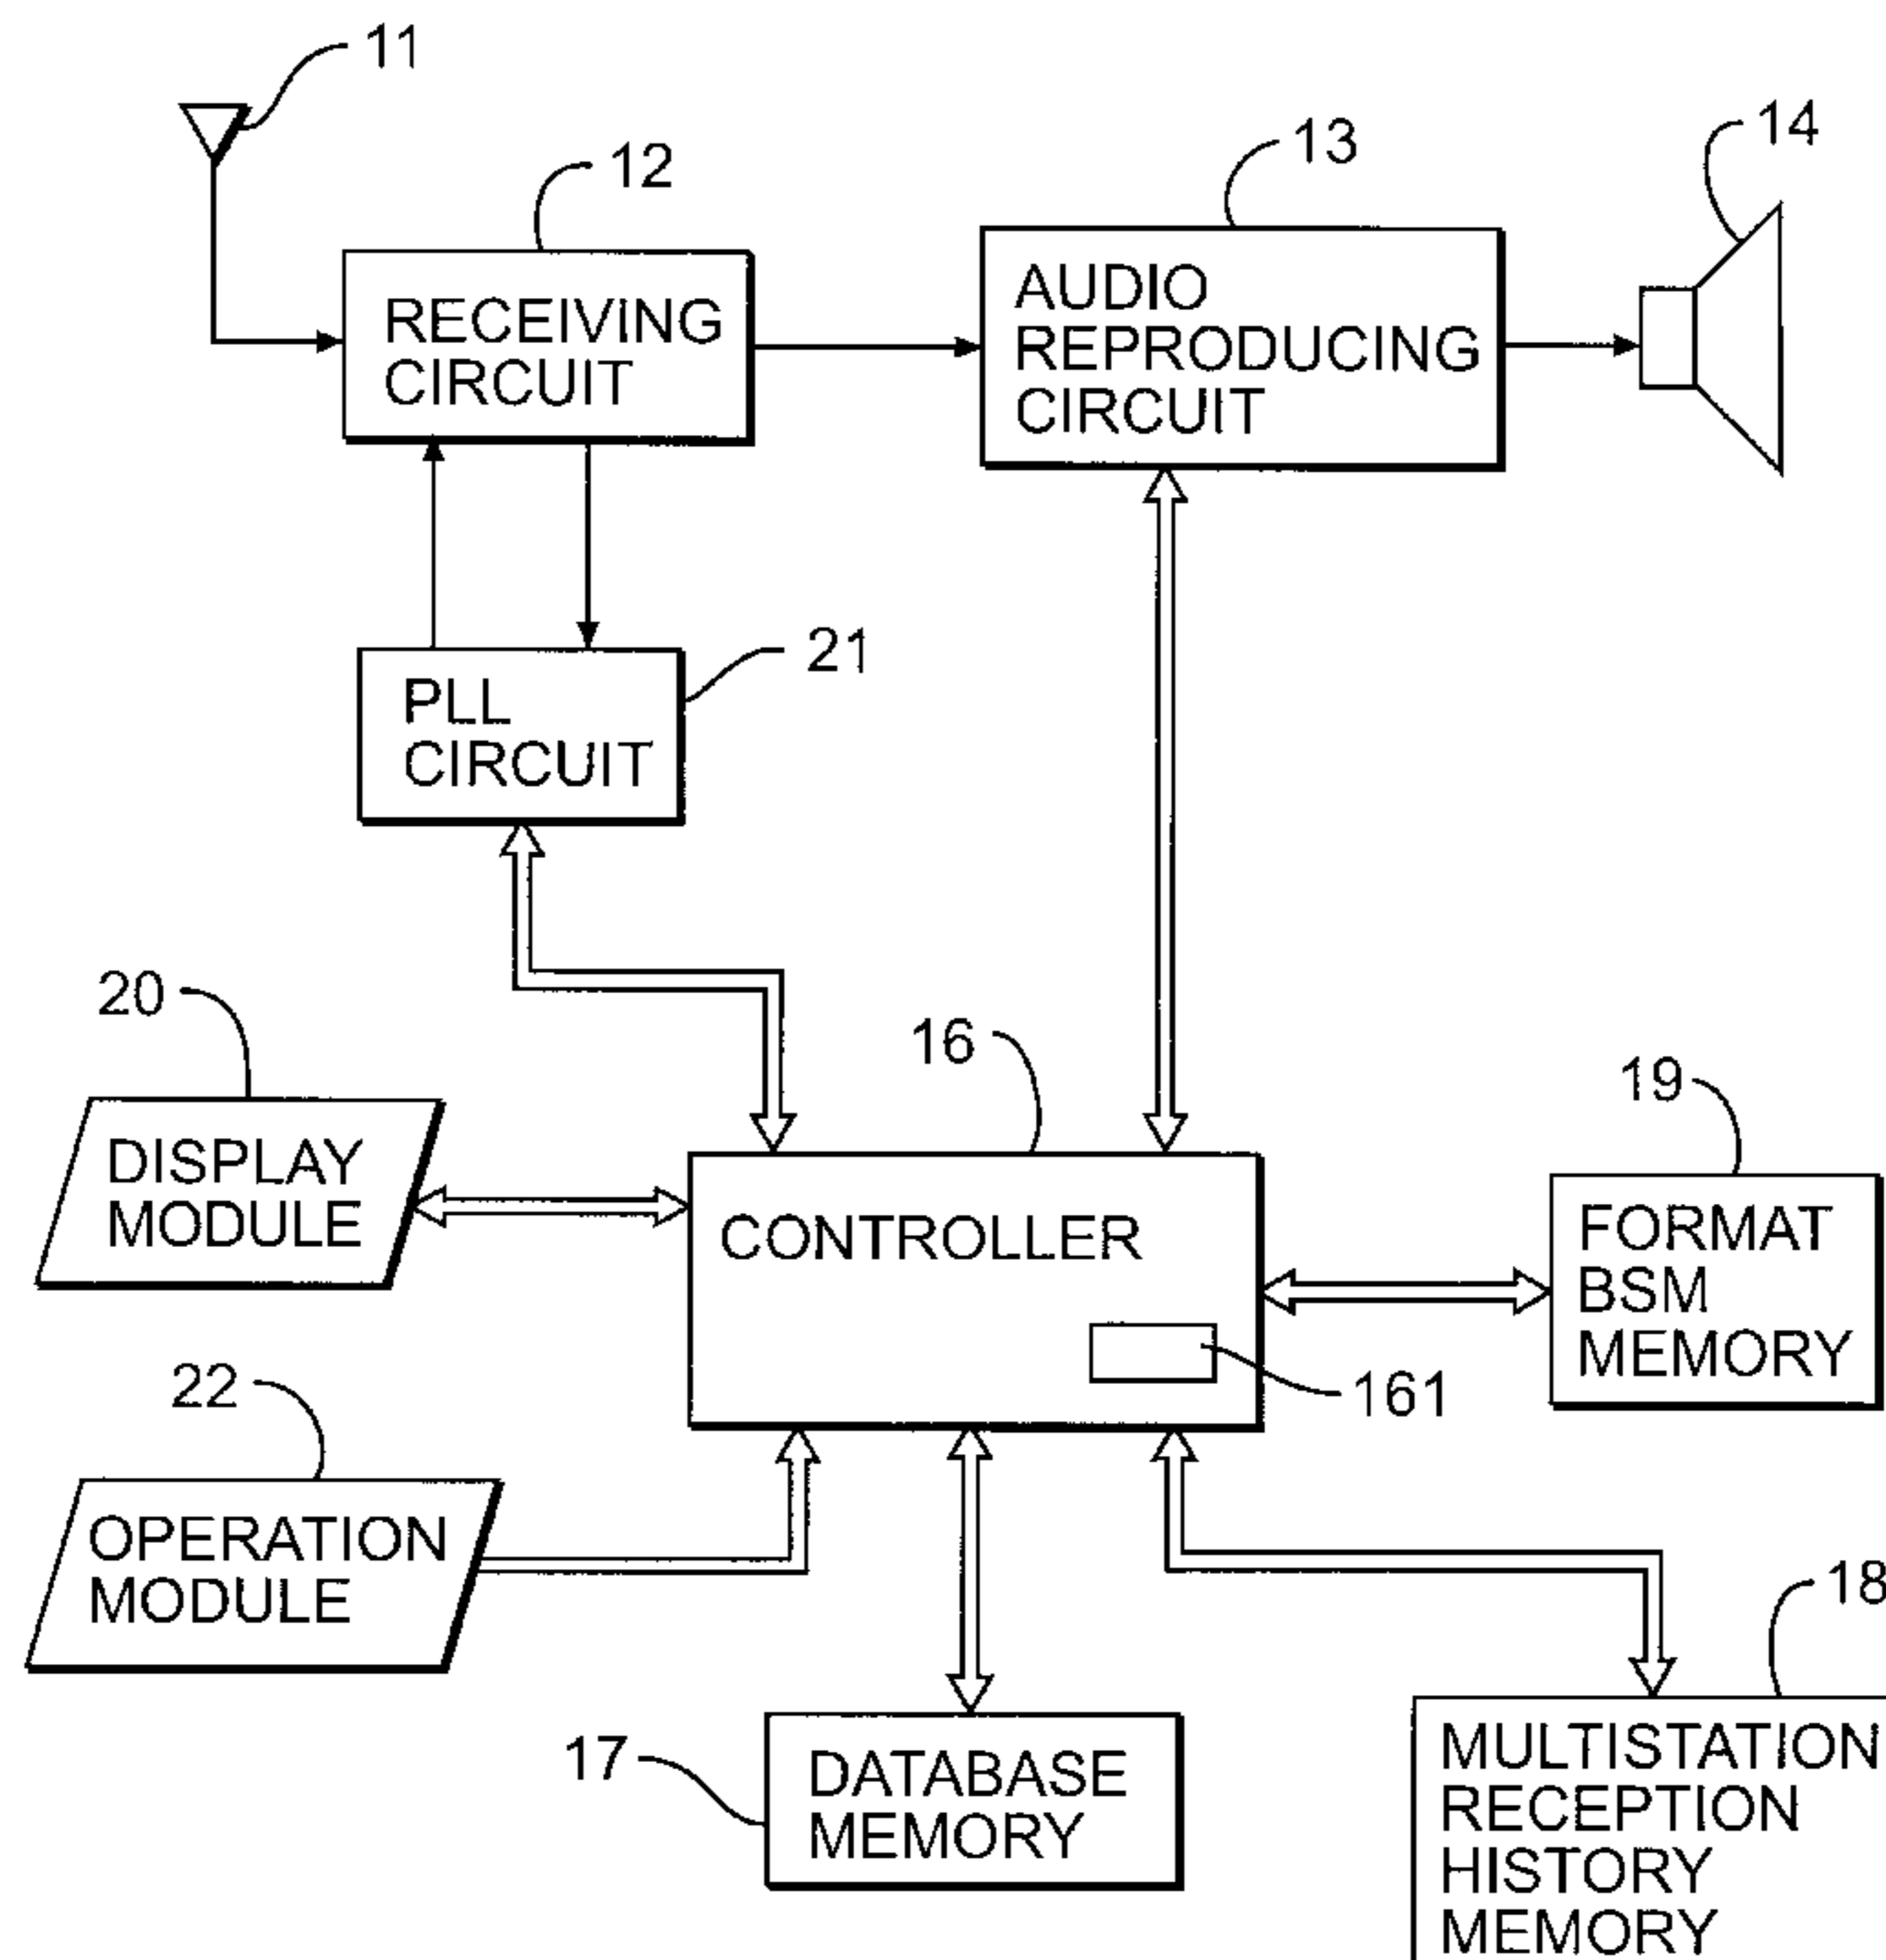 11
12
13
14
RECEIVING
CIRCUIT
AUDIO
REPRODUCING
CIRCUIT
21
PLL
CIRCUIT
20
16
19
DISPLAY
MODULE
CONTROLLER
FORMAT
BSM
MEMORY
161
22
OPERATION
MODULE
18
17
DATABASE
MEMORY
MULTISTATION
RECEPTION
HISTORY
MEMORY